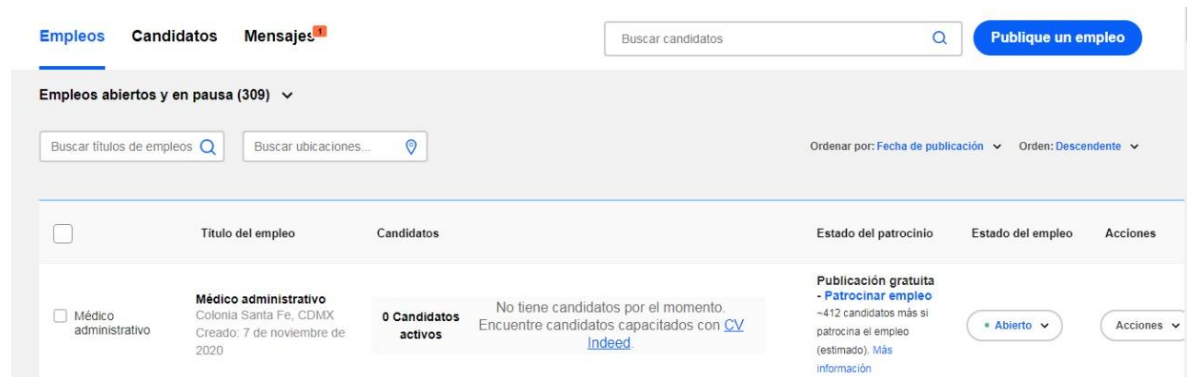 Empleos Candidatos Mensajes 1
Buscar candidatos
Publique un empleo
Empleos abiertos y en pausa (309)
Buscar títulos de empleos
Buscar ubicaciones...
Ordenar por: Fecha de publicación
Orden: Descendente
Título del empleo
Candidatos
Estado del patrocinio
Estado del empleo
Acciones
Médico
administrativo
Médico administrativo
Colonia Santa Fe, CDMX
Creado: 7 de noviembre de
2020
0 Candidatos
activos
No tiene candidatos por el momento.
Encuentre candidatos capacitados con CV
Indeed.
Publicación gratuita
- Patrocinar empleo
~412 candidatos más si
patrocina el empleo
(estimado). Más
información
Abierto
Acciones